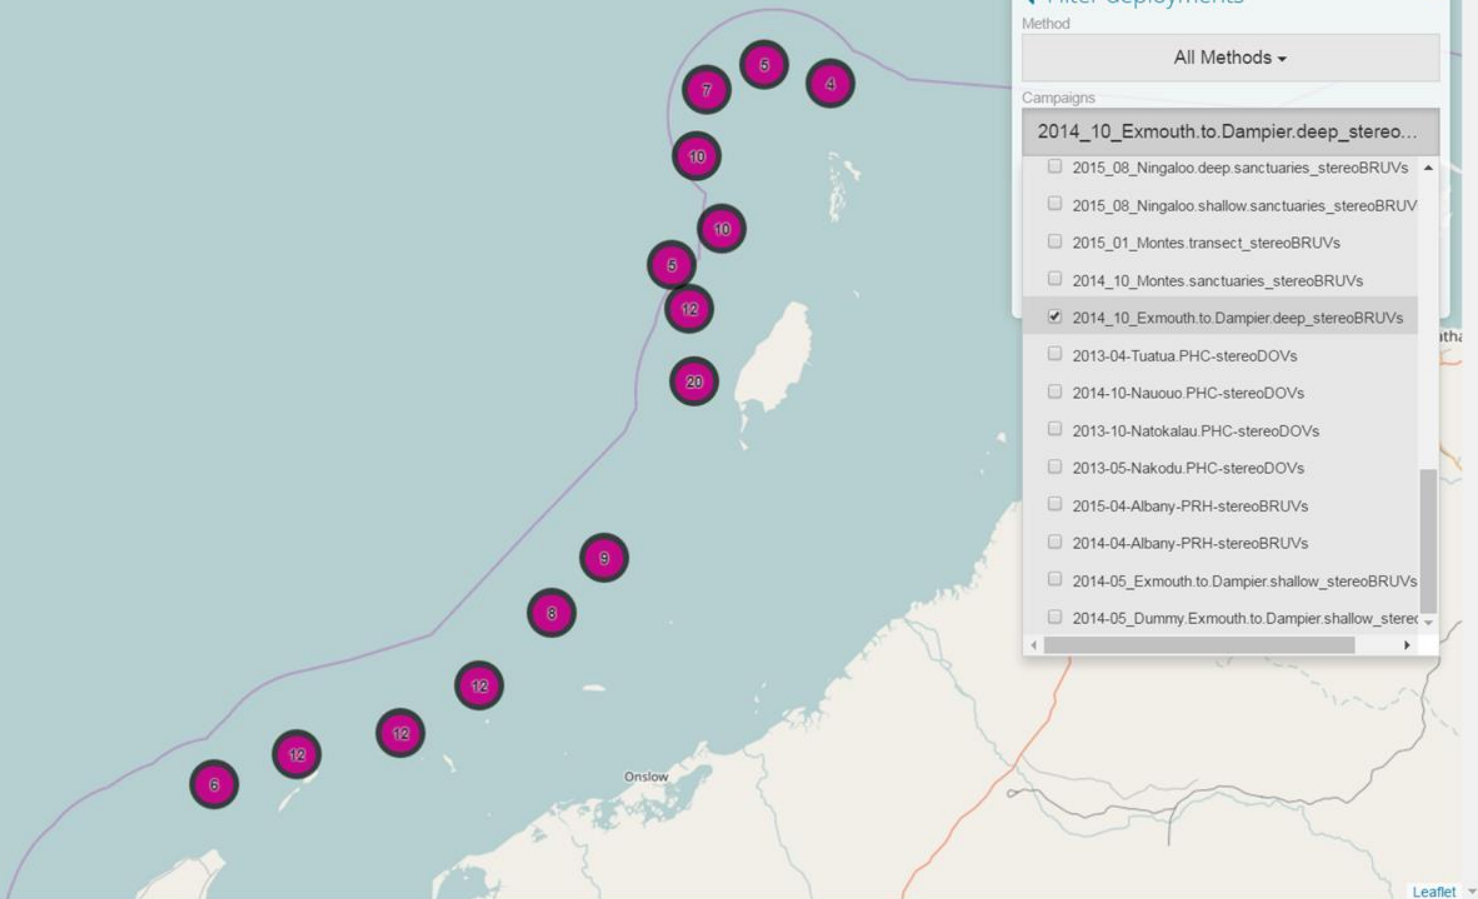 Filter deployments
Method
All Methods
Campaigns
2014_10_Exmouth.to.Dampier.deep_stereo...
2015_08_Ningaloo.deep.sanctuaries_stereoBRUVs
2015_08_Ningaloo.shallow.sanctuaries_stereoBRUV
2015_01_Montes.transect_stereoBRUVs
2014_10_Montes.sanctuaries_stereoBRUVs
2014_10_Exmouth.to.Dampier.deep_stereoBRUVs
2013-04-Tuatua.PHC-stereoDOVs
2014-10-Nauouo.PHC-stereoDOVs
2013-10-Natokalau.PHC-stereoDOVs
2013-05-Nakodu.PHC-stereoDOVs
2015-04-Albany-PRH-stereoBRUVs
2014-04-Albany-PRH-stereoBRUVs
2014-05_Exmouth.to.Dampier.shallow_stereoBRUVs
2014-05_Dummy.Exmouth.to.Dampier.shallow_stereo
5
7
4
10
10
5
12
20
9
8
12
12
12
6
Onslow
Leaflet